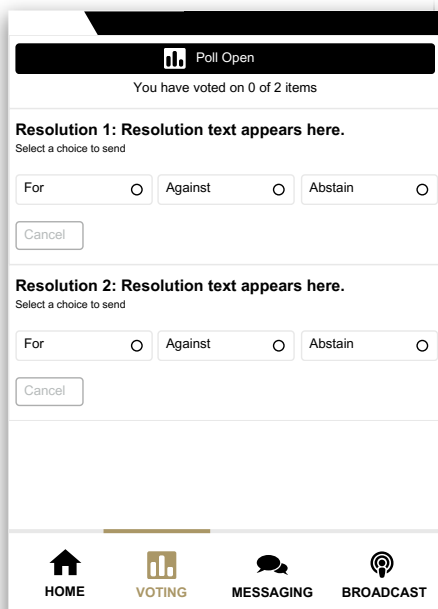 Poll Open
You have voted on 0 of 2 items
Resolution 1: Resolution text appears here.
Select a choice to send
For Against Abstain
Cancel
Resolution 2: Resolution text appears here.
Select a choice to send
For Against Abstain
Cancel
HOME VOTING MESSAGING BROADCAST